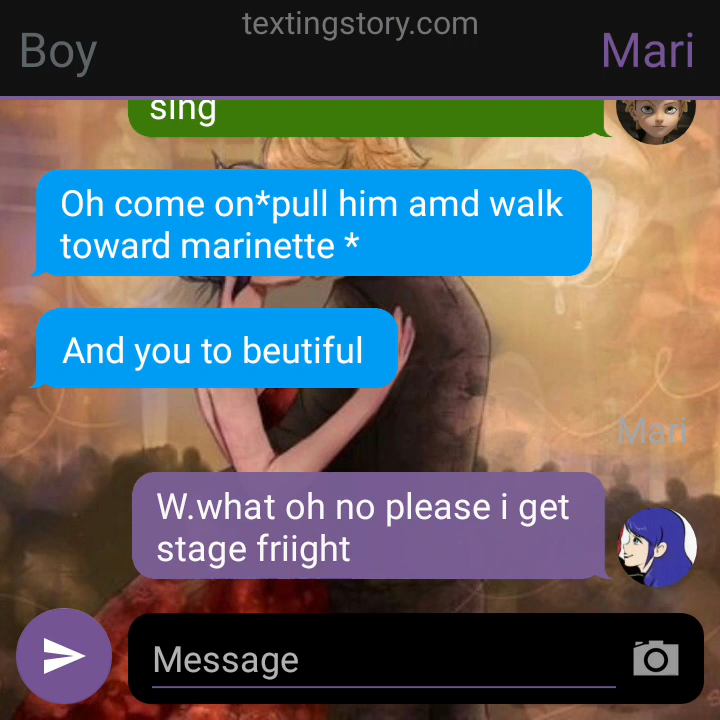 textingstory.com
Boy
Mari
sing
Oh come on*pull him amd walk
toward marinette *
And you to beutiful
Mari
W.what oh no please i get
stage friight
Message